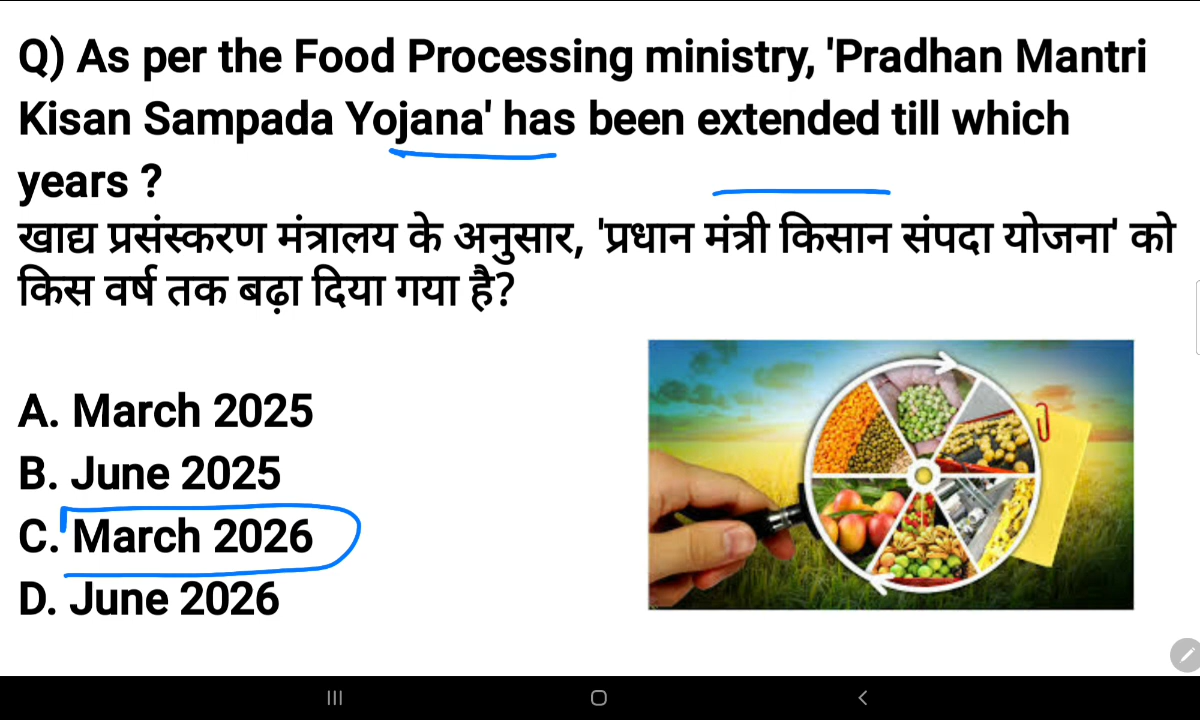 Q) As per the Food Processing ministry, 'Pradhan Mantri
Kisan Sampada Yojana' has been extended till which
years ?
खाद्य प्रसंस्करण मंत्रालय के अनुसार, 'प्रधान मंत्री किसान संपदा योजना' को
किस वर्ष तक बढ़ा दिया गया है?
A. March 2025
B. June 2025
C. March 2026
D. June 2026